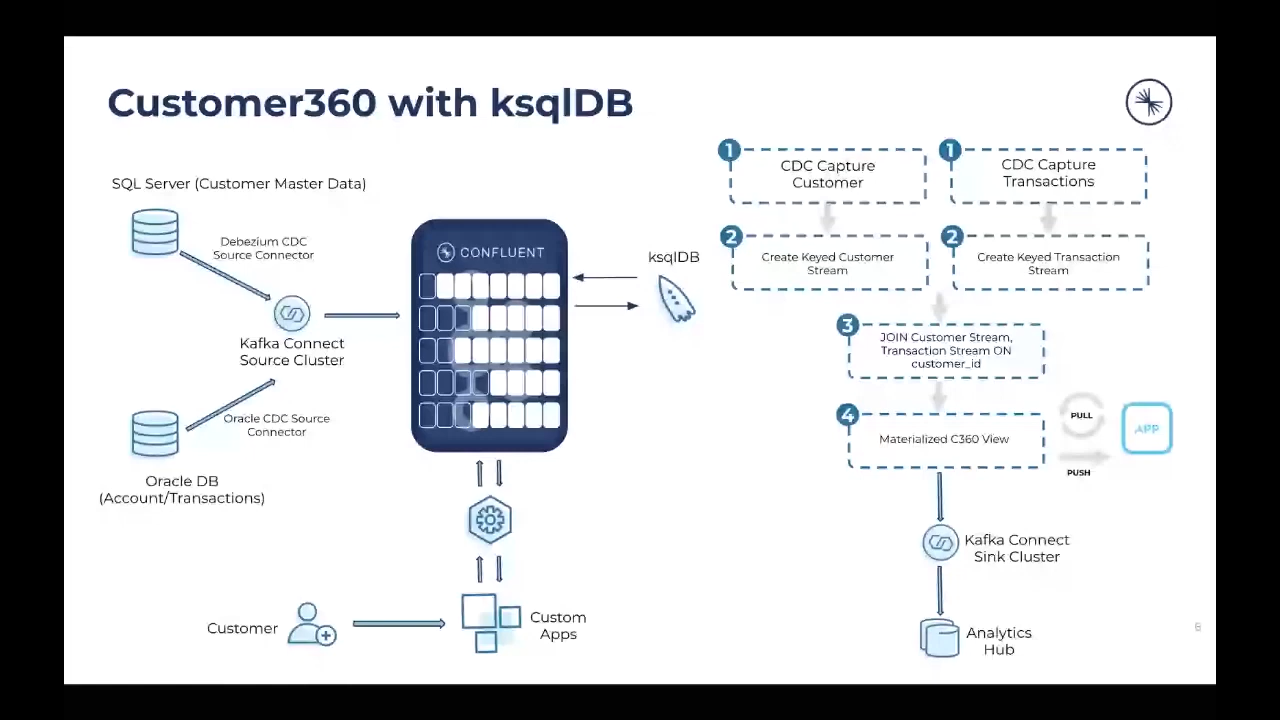 Customer360 with ksqlDB
SQL Server (Customer Master Data)
Debezium CDC
Source Connector
Kafka Connect
Source Cluster
Oracle CDC Source
Connector
Oracle DB
(Account/Transactions)
CONFLUENT
ksqlDB
Customer
Custom
Apps
1
CDC Capture
Customer
1
CDC Capture
Transactions
2
Create Keyed Customer
Stream
2
Create Keyed Transaction
Stream
3
JOIN Customer Stream,
Transaction Stream ON
customer_id
4
Materialized C360 View
PULL
PUSH
APP
Kafka Connect
Sink Cluster
Analytics
Hub
6